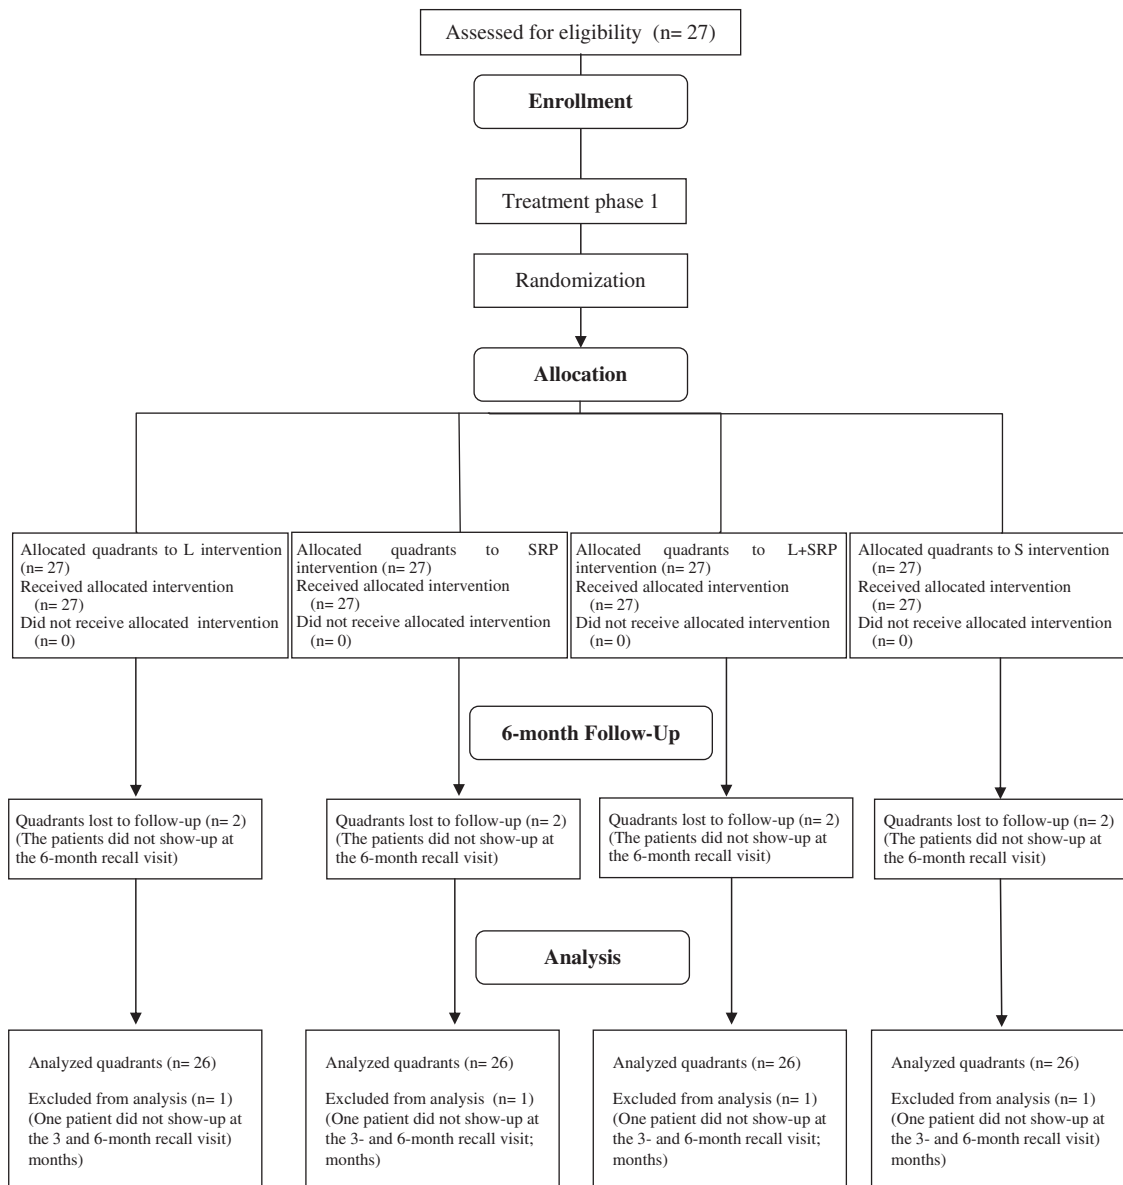 Assessed for eligibility (n= 27)
Enrollment
Treatment phase 1
Randomization
Allocation
Allocated quadrants to L intervention
(n= 27)
Received allocated intervention
(n= 27)
Did not receive allocated intervention
(n= 0)
Allocated quadrants to SRP
intervention (n= 27)
Received allocated intervention
(n= 27)
Did not receive allocated intervention
(n= 0)
Allocated quadrants to L+SRP
intervention (n= 27)
Received allocated intervention
(n= 27)
Did not receive allocated intervention
(n= 0)
Allocated quadrants to S intervention
(n= 27)
Received allocated intervention
(n= 27)
Did not receive allocated intervention
(n= 0)
6-month Follow-Up
Quadrants lost to follow-up (n= 2)
(The patients did not show-up at
the 6-month recall visit)
Quadrants lost to follow-up (n= 2)
(The patients did not show-up at
the 6-month recall visit)
Quadrants lost to follow-up (n= 2)
(The patients did not show-up at
the 6-month recall visit)
Quadrants lost to follow-up (n= 2)
(The patients did not show-up at
the 6-month recall visit)
Analysis
Analyzed quadrants (n= 26)
Excluded from analysis (n= 1)
(One patient did not show-up at
the 3 and 6-month recall visit)
months)
Analyzed quadrants (n= 26)
Excluded from analysis (n= 1)
(One patient did not show-up at
the 3- and 6-month recall visit;
months)
Analyzed quadrants (n= 26)
Excluded from analysis (n= 1)
(One patient did not show-up at
the 3- and 6-month recall visit;
months)
Analyzed quadrants (n= 26)
Excluded from analysis (n= 1)
(One patient did not show-up at
the 3- and 6-month recall visit)
months)